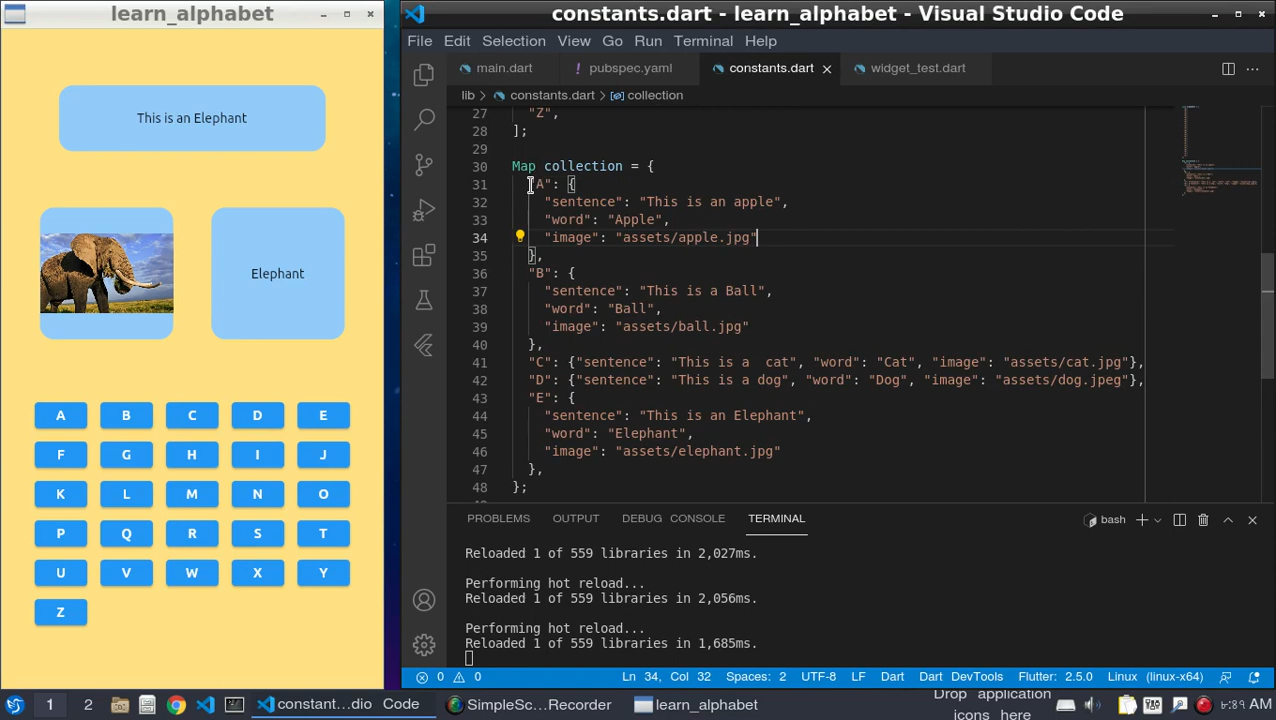 learn_alphabet
This is an Elephant
Elephant
A B C D E
F G H I J
K L M N O
P Q R S T
U V W X Y
Z
constants.dart - learn_alphabet - Visual Studio Code
File Edit Selection View Go Run Terminal Help
main.dart ! pubspec.yaml constants.dart × widget_test.dart ...
lib > constants.dart > collection
27 "Z",
28 ];
29
30 Map collection = {
31 "A": {
32 "sentence": "This is an apple",
33 "word": "Apple",
34 "image": "assets/apple.jpg"
35 },
36 "B": {
37 "sentence": "This is a Ball",
38 "word": "Ball",
39 "image": "assets/ball.jpg"
40 },
41 "C": {"sentence": "This is a  cat", "word": "Cat", "image": "assets/cat.jpg"},
42 "D": {"sentence": "This is a dog", "word": "Dog", "image": "assets/dog.jpeg"},
43 "E": {
44 "sentence": "This is an Elephant",
45 "word": "Elephant",
46 "image": "assets/elephant.jpg"
47 },
48 };
PROBLEMS OUTPUT DEBUG CONSOLE TERMINAL bash
Reloaded 1 of 559 libraries in 2,027ms.
Performing hot reload...
Reloaded 1 of 559 libraries in 2,056ms.
Performing hot reload...
Reloaded 1 of 559 libraries in 1,685ms.
0 0 Ln 34, Col 32 Spaces: 2 UTF-8 LF Dart Dart DevTools Flutter: 2.5.0 Linux (linux-x64)
1 2 constant...dio Code SimpleSc...Recorder learn_alphabet
Drop application
icons here
AM